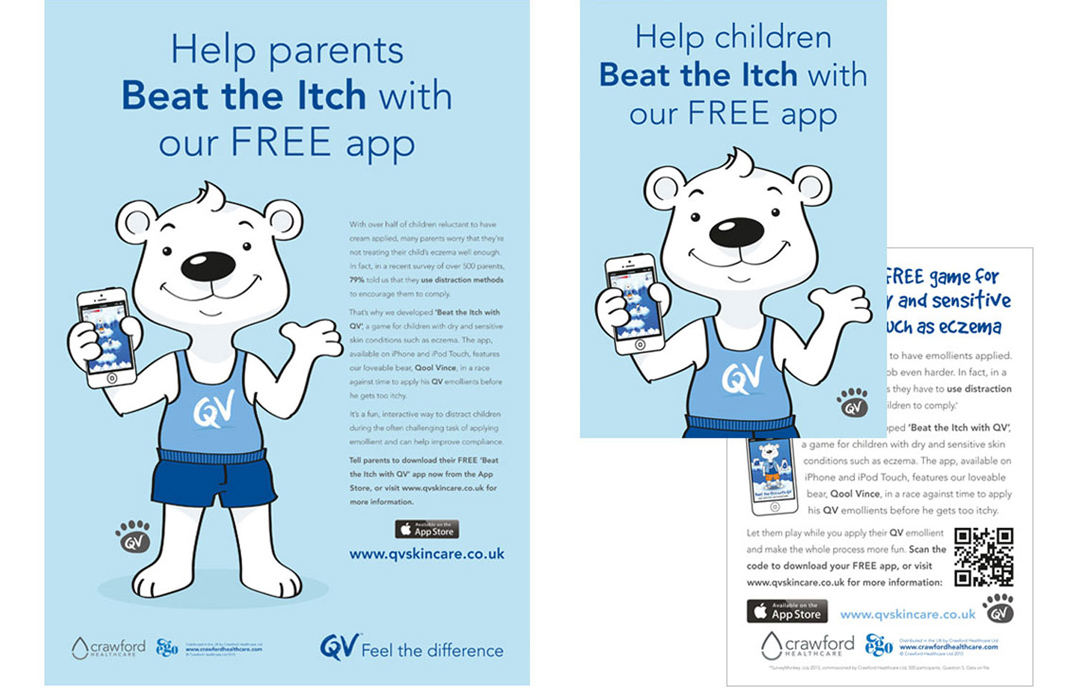 Help parents
Beat the Itch with
our FREE app
With over half of children reluctant to have
cream applied, many parents worry that they're
not treating their child's eczema well enough.
In fact, in a recent survey of over 500 parents,
79% told us that they use distraction methods
to encourage them to comply.
That's why we developed 'Beat the Itch with
QV', a game for children with dry and sensitive
skin conditions such as eczema. The app,
available on iPhone and iPod Touch, features
our loveable bear, Qool Vince, in a race
against time to apply his QV emollients before
he gets too itchy.
It's a fun, interactive way to distract children
during the often challenging task of applying
emollient and can help improve compliance.
Tell parents to download their FREE 'Beat
the Itch with QV' app now from the App
Store, or visit www.qvskincare.co.uk for
more information.
Available on the
App Store
www.qvskincare.co.uk
QV
QV
crawford
HEALTHCARE
ego
Distributed in the UK by Crawford Healthcare Ltd
www.crawfordhealthcare.com
© Crawford Healthcare Ltd 2013
QV Feel the difference
Help children
Beat the Itch with
our FREE app
QV
QV
FREE game for
y and sensitive
uch as eczema
to have emollients applied.
ob even harder. In fact, in a
s they have to use distraction
ildren to comply.*
ped 'Beat the Itch with QV',
a game for children with dry and sensitive skin
conditions such as eczema. The app, available on
iPhone and iPod Touch, features our loveable
bear, Qool Vince, in a race against time to apply
his QV emollients before he gets too itchy.
Let them play while you apply their QV emollient
and make the whole process more fun. Scan the
code to download your FREE app, or visit
www.qvskincare.co.uk for more information:
Available on the
App Store
www.qvskincare.co.uk
QV
crawford
HEALTHCARE
ego
Distributed in the UK by Crawford Healthcare Ltd
www.crawfordhealthcare.com
© Crawford Healthcare Ltd 2013
*SurveyMonkey July 2013, commissioned by Crawford Healthcare Ltd, 500 participants. Question 5. Data on file